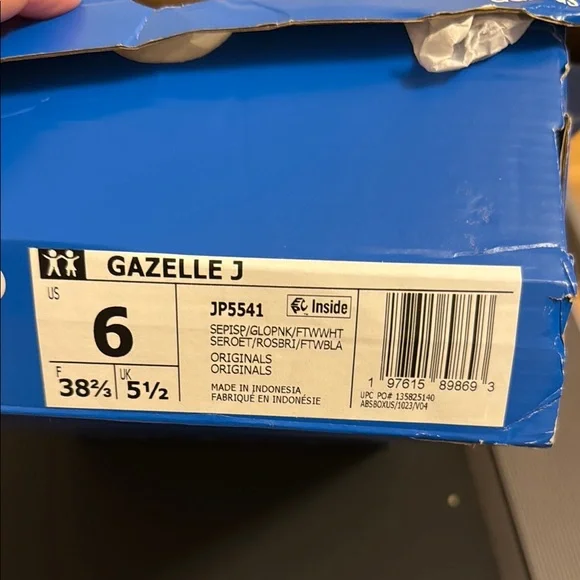 GAZELLE J
US
6
F
38⅔
UK
5½
JP5541
Inside
SEPISP/GLOPNK/FTWWHT
SEROET/ROSBRI/FTWBLA
ORIGINALS
ORIGINALS
MADE IN INDONESIA
FABRIQUÉ EN INDONÉSIE
1 97615 89869 3
UPC PO# 135825140
ABSBOXUS/1023/V04